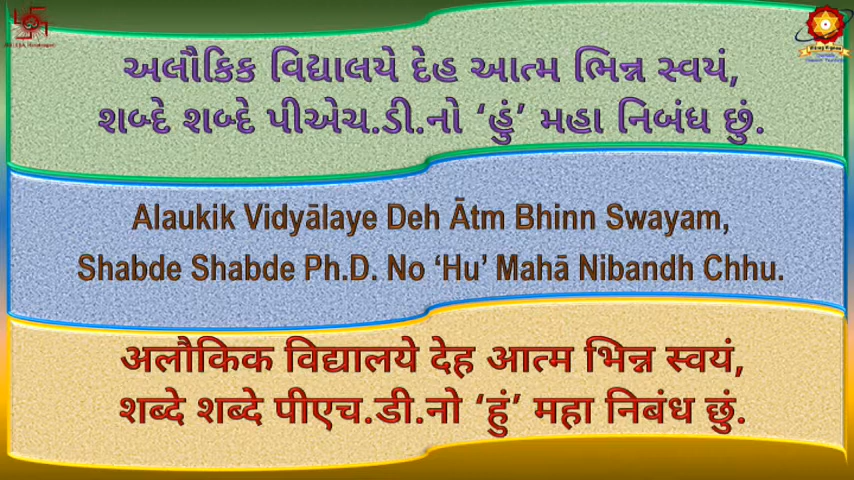 અલૌકિક વિદ્યાલયે દેહ આત્મ ભિન્ન સ્વયં,
શબ્દે શબ્દે પીએચ.ડી.નો ‘હું’ મહા નિબંધ છું.
Alaukik Vidyālaye Deh Ātm Bhinn Swayam,
Shabde Shabde Ph.D. No ‘Hu’ Mahā Nibandh Chhu.
अलौकिक विद्यालये देह आत्म भिन्न स्वयं,
शब्दे शब्दे पीएच.डी.नो ‘हुं’ महा निबंध छुं.